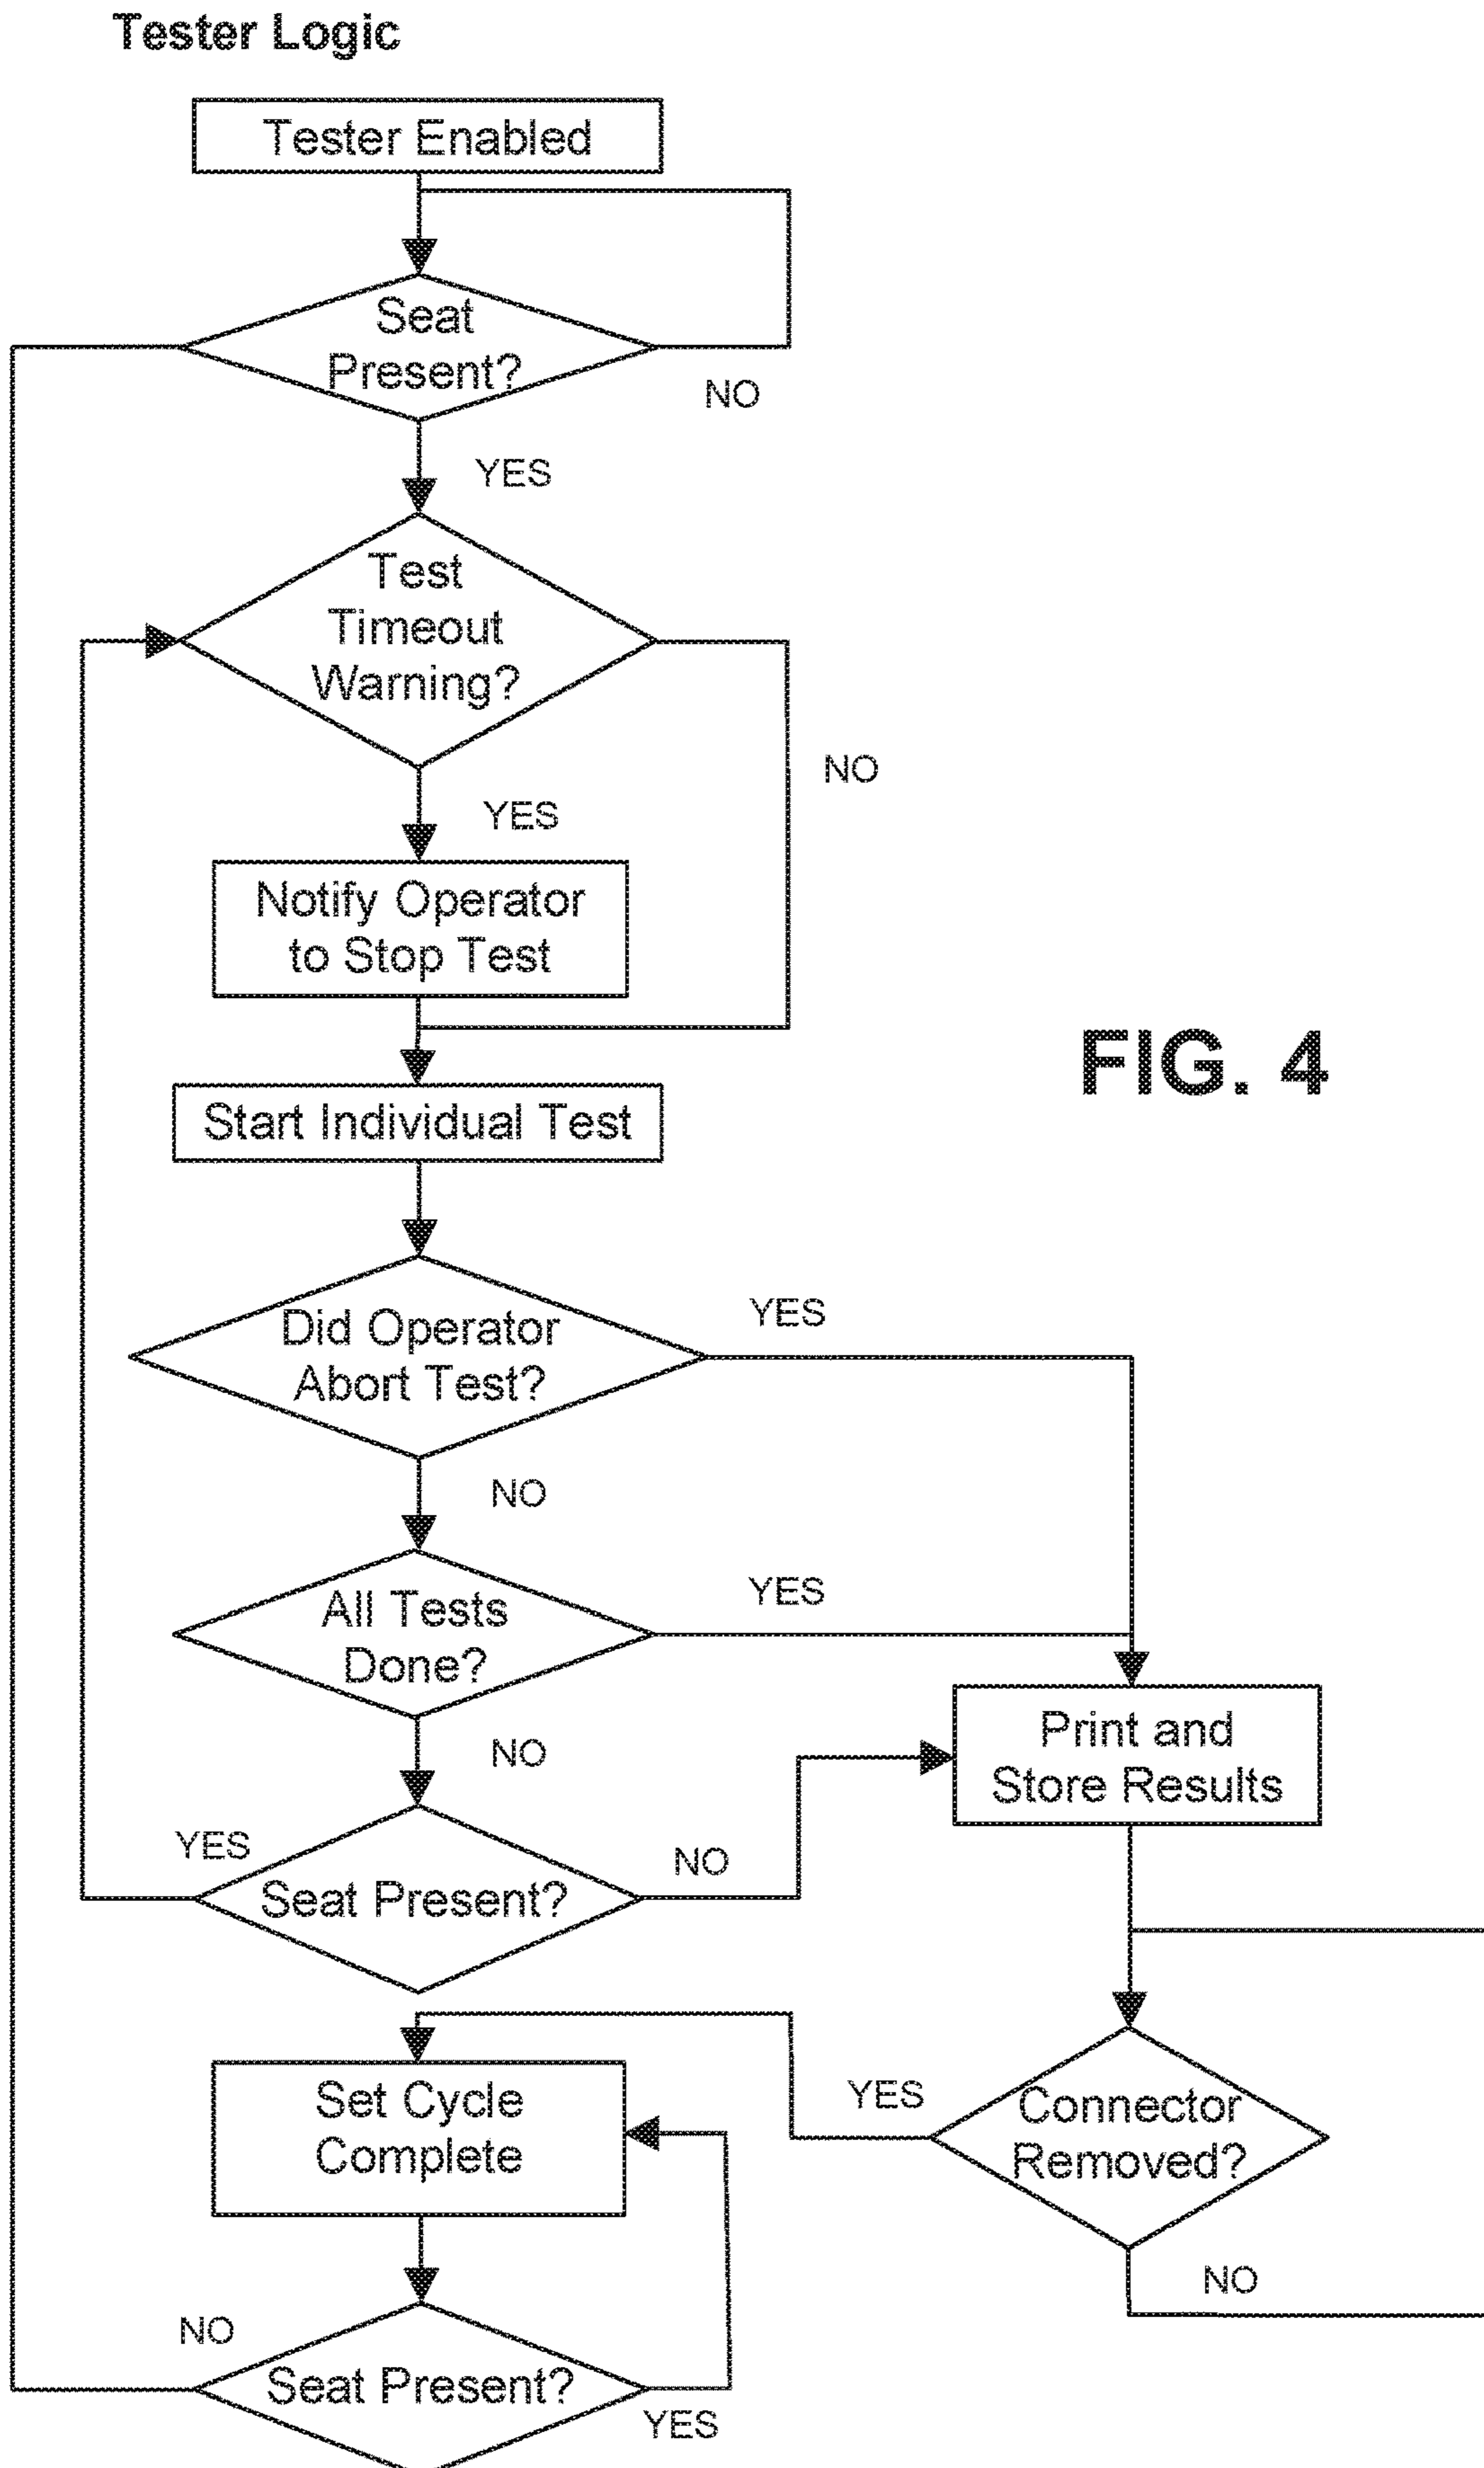 Tester Logic
Tester Enabled
Seat
Present?
NO
YES
Test
Timeout
Warning?
NO
YES
Notify Operator
to Stop Test
FIG. 4
Start Individual Test
YES
Did Operator
Abort Test?
NO
YES
All Tests
Done?
Print and
Store Results
NO
YES
NO
Seat Present?
Set Cycle
Complete
YES
Connector
Removed?
NO
NO
Seat Present?
YES